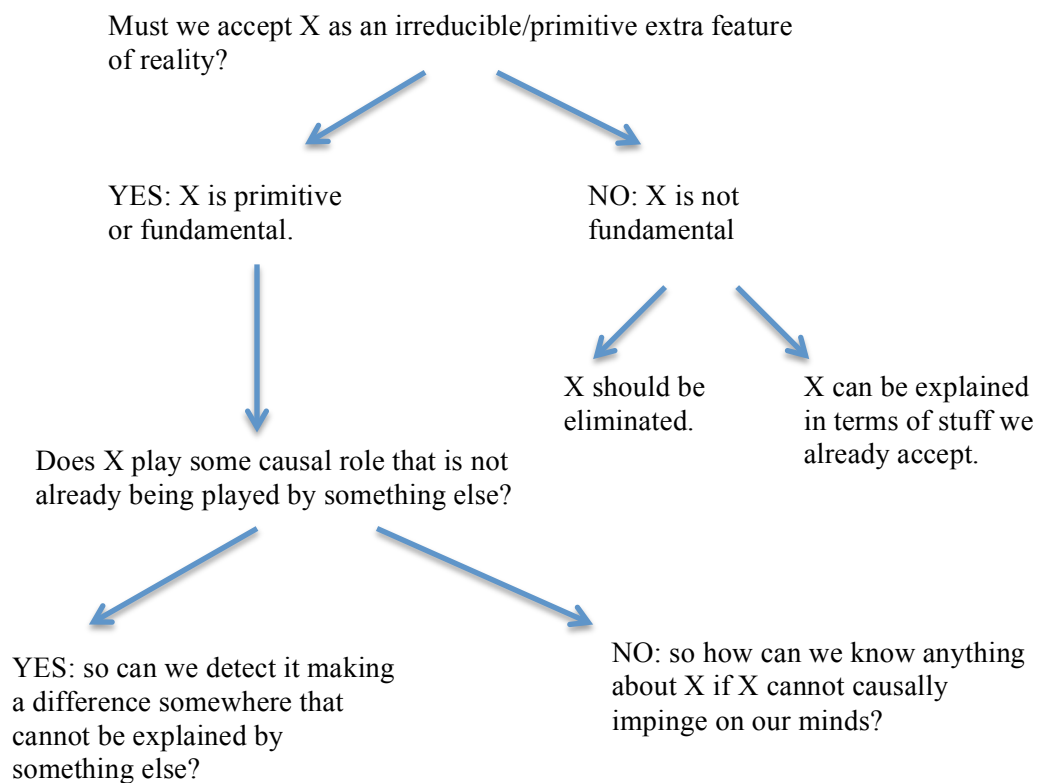 Must we accept X as an irreducible/primitive extra feature
of reality?
YES: X is primitive
or fundamental.
NO: X is not
fundamental
X should be
eliminated.
X can be explained
in terms of stuff we
already accept.
Does X play some causal role that is not
already being played by something else?
YES: so can we detect it making
a difference somewhere that
cannot be explained by
something else?
NO: so how can we know anything
about X if X cannot causally
impinge on our minds?